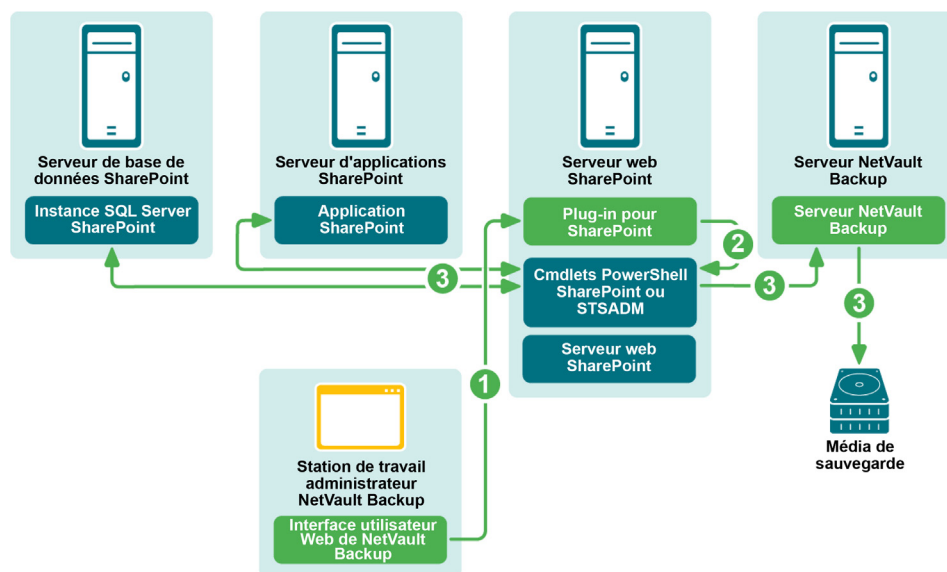 Serveur de base de
données SharePoint
Instance SQL Server
SharePoint
Serveur d'applications
SharePoint
Application
SharePoint
Serveur web
SharePoint
Plug-in pour
SharePoint
Cmdlets PowerShell
SharePoint ou
STSADM
Serveur web
SharePoint
Serveur NetVault
Backup
Serveur NetVault
Backup
2
3
3
3
1
Média de
sauvegarde
Station de travail
administrateur
NetVault Backup
Interface utilisateur
Web de NetVault
Backup